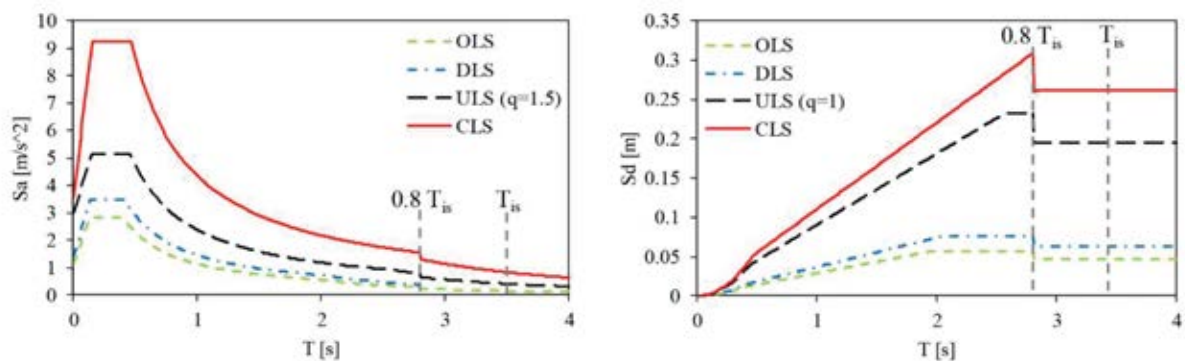 10
9
8
7
6
5
4
3
2
1
0
Sa [m/s^2]
OLS
DLS
ULS (q=1.5)
CLS
0.8 Tis
Tis
0 1 2 3 4
T [s]
0.35
0.3
0.25
0.2
0.15
0.1
0.05
0
Sd [m]
0.8 Tis
Tis
OLS
DLS
ULS (q=1)
CLS
0 1 2 3 4
T [s]